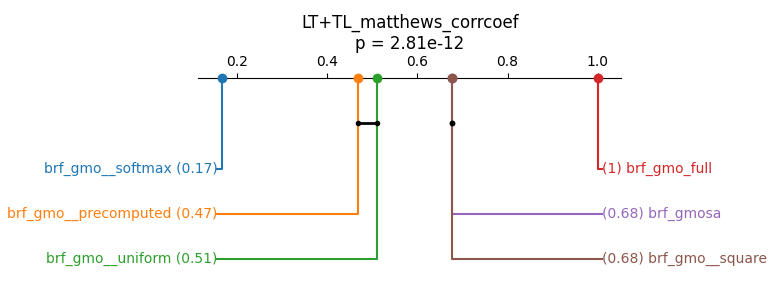 LT+TL_matthews_corrcoef
p = 2.81e-12
0.2 0.4 0.6 0.8 1.0
brf_gmo__softmax (0.17) (1) brf_gmo_full
brf_gmo__precomputed (0.47) (0.68) brf_gmosa
brf_gmo__uniform (0.51) (0.68) brf_gmo__square